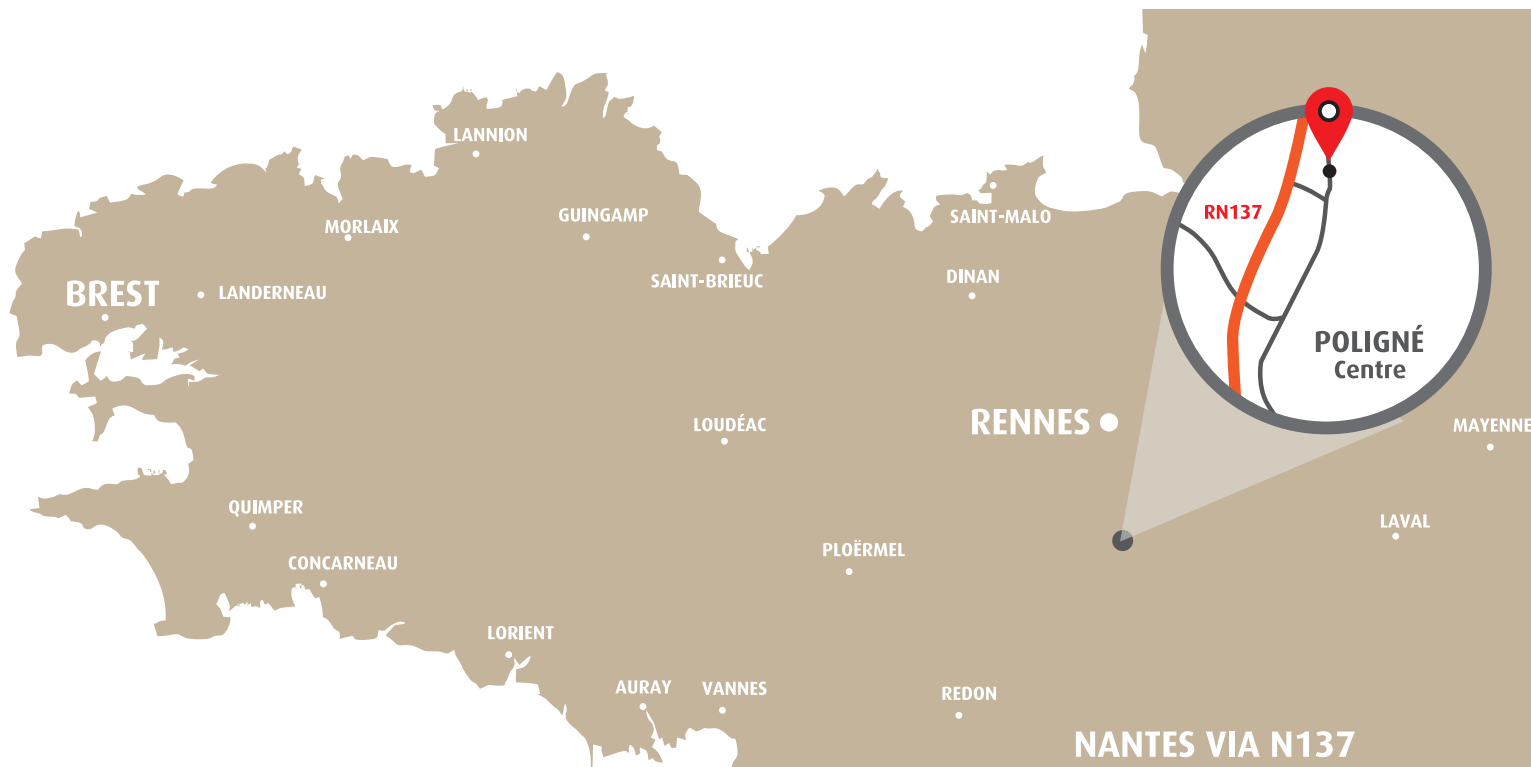 LANNION
GUINGAMP
SAINT-MALO
RN137
MORLAIX
SAINT-BRIEUC
DINAN
BREST
LANDERNEAU
POLIGNÉ
Centre
RENNES
LOUDÉAC
MAYENNE
QUIMPER
LAVAL
PLOËRMEL
CONCARNEAU
LORIENT
AURAY
VANNES
REDON
NANTES VIA N137